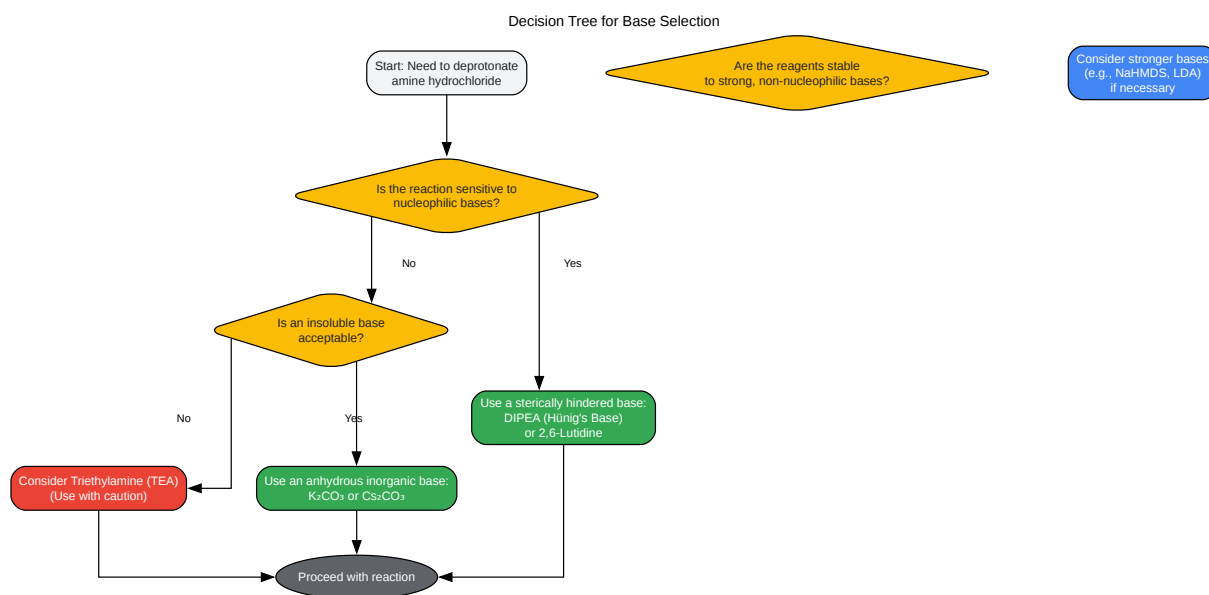 Decision Tree for Base Selection
Start: Need to deprotonate
amine hydrochloride
Are the reagents stable
to strong, non-nucleophilic bases?
Consider stronger bases
(e.g., NaHMDS, LDA)
if necessary
Is the reaction sensitive to
nucleophilic bases?
No
Yes
Is an insoluble base
acceptable?
No
Yes
Use a sterically hindered base:
DIPEA (Hünig's Base)
or 2,6-Lutidine
Consider Triethylamine (TEA)
(Use with caution)
Use an anhydrous inorganic base:
K₂CO₃ or Cs₂CO₃
Proceed with reaction